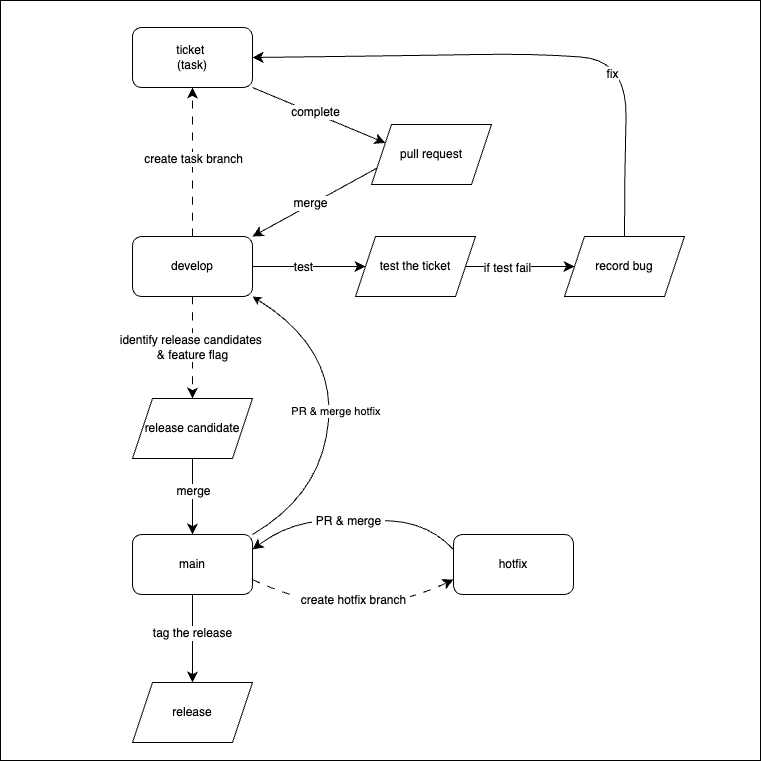 ticket
(task)
fix
complete
pull request
create task branch
merge
develop
test
test the ticket
if test fail
record bug
identify release candidates
& feature flag
PR & merge hotfix
release candidate
merge
PR & merge
main
hotfix
create hotfix branch
tag the release
release